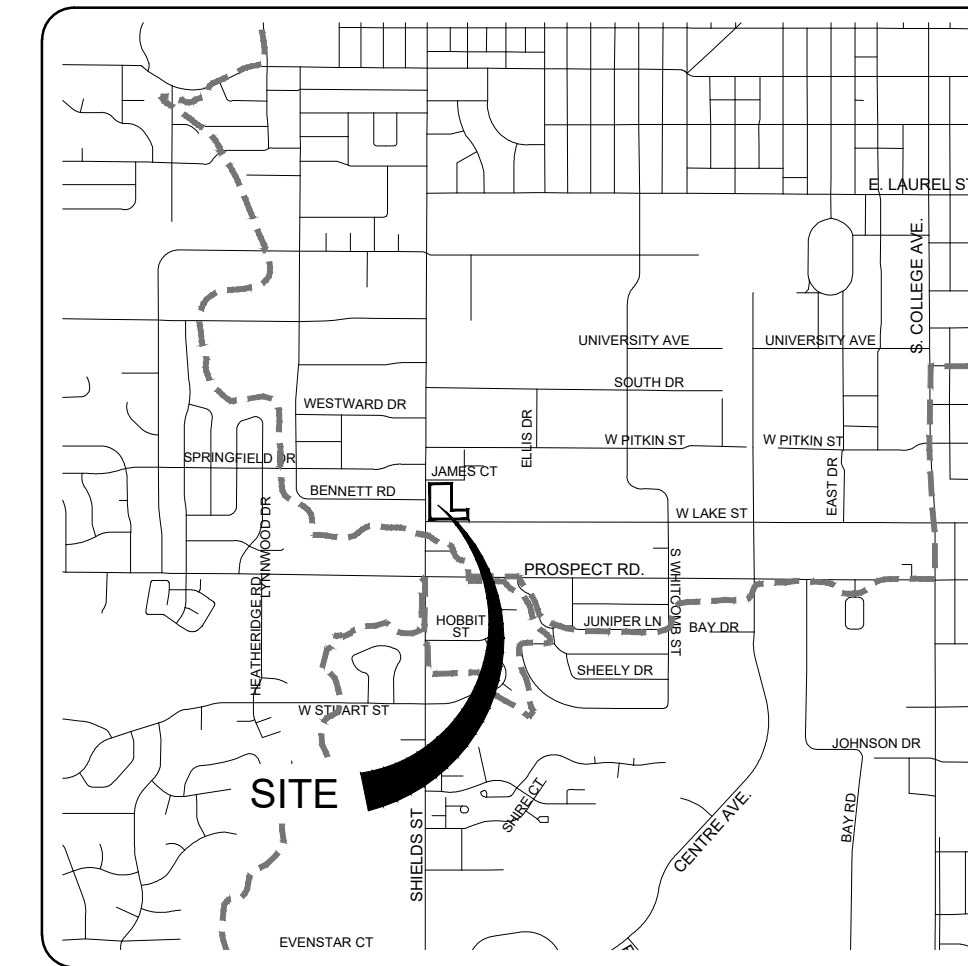 E. LAUREL ST
S. COLLEGE AVE.
UNIVERSITY AVE
UNIVERSITY AVE
SOUTH DR
WESTWARD DR
ELLIS DR
W PITKIN ST
W PITKIN ST
SPRINGFIELD DR
JAMES CT
EAST DR
BENNETT RD
W LAKE ST
LYNNWOOD DR
PROSPECT RD.
S WHITCOMB ST
HEATHERIDGE RD
HOBBIT
ST
JUNIPER LN
BAY DR
SHEELY DR
W STUART ST
JOHNSON DR
SITE
SHIRE CT
CENTRE AVE.
BAY RD
SHIELDS ST
EVENSTAR CT